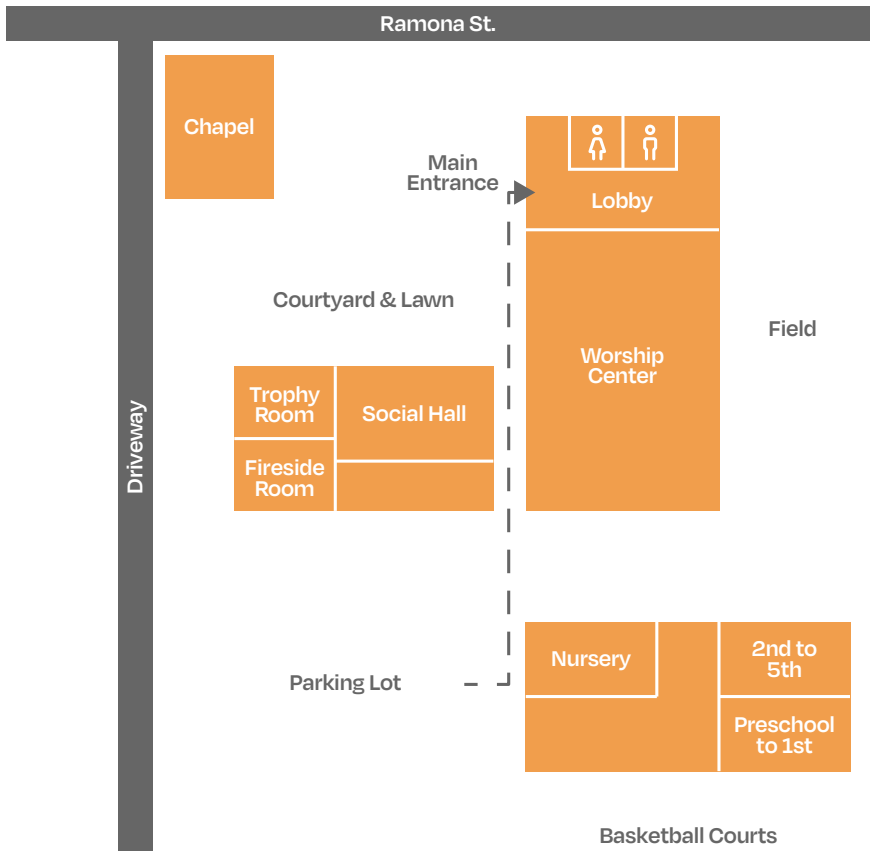 Ramona St.
Chapel
Main
Entrance
Lobby
Courtyard & Lawn
Field
Worship
Center
Trophy
Room
Social Hall
Driveway
Fireside
Room
Nursery
2nd to
5th
Parking Lot
Preschool
to 1st
Basketball Courts